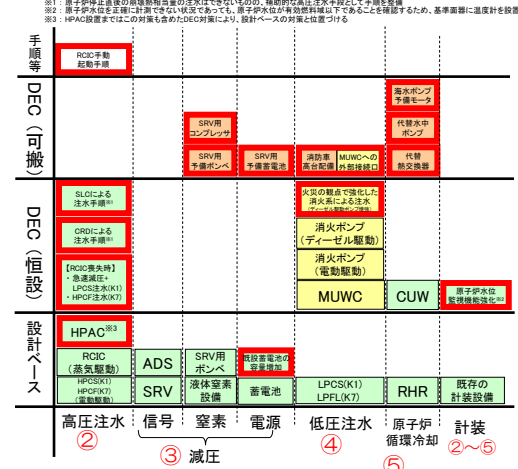 ※1：原子炉停止直後の崩壊熱相当量の注水はできないものの、補助的な高圧注水手段として手順を整備
※2：原子炉水位を正確に計測できない状況であっても、原子炉水位が有効燃料域以下であることを確認するため、基準面器に温度計を設置
※3：HPAC設置まではこの対策も含めたDEC対策により、設計ベースの対策と位置づける
手順等
RCIC手動
起動手順
DEC（可搬）
海水ポンプ
予備モータ
SRV用
コンプレッサ
代替水中
ポンプ
SRV用
予備ボンベ
SRV用
予備蓄電池
消防車
高台配備
MUWCへの
外部接続口
代替
熱交換器
DEC（恒設）
SLCによる
注水手順※1
火災の観点で強化した
消火系による注水
（ディーゼル駆動ポンプ増強）
CRDによる
注水手順※1
消火ポンプ
（ディーゼル駆動）
消火ポンプ
（電動駆動）
【RCIC喪失時】
・急速減圧+
LPCS注水(K1)
・HPCF注水(K7)
MUWC
CUW
原子炉水位
監視機能強化※2
設計ベース
HPAC※3
RCIC
（蒸気駆動）
ADS
SRV用
ボンベ
既設蓄電池の
容量増加
HPCS(K1)
HPCF(K7)
（電動駆動）
SRV
液体窒素
設備
蓄電池
LPCS(K1)
LPFL(K7)
RHR
既存の
計装設備
高圧注水
信号
窒素
電源
低圧注水
原子炉
循環冷却
計装
②
③
減圧
④
⑤
②～⑤